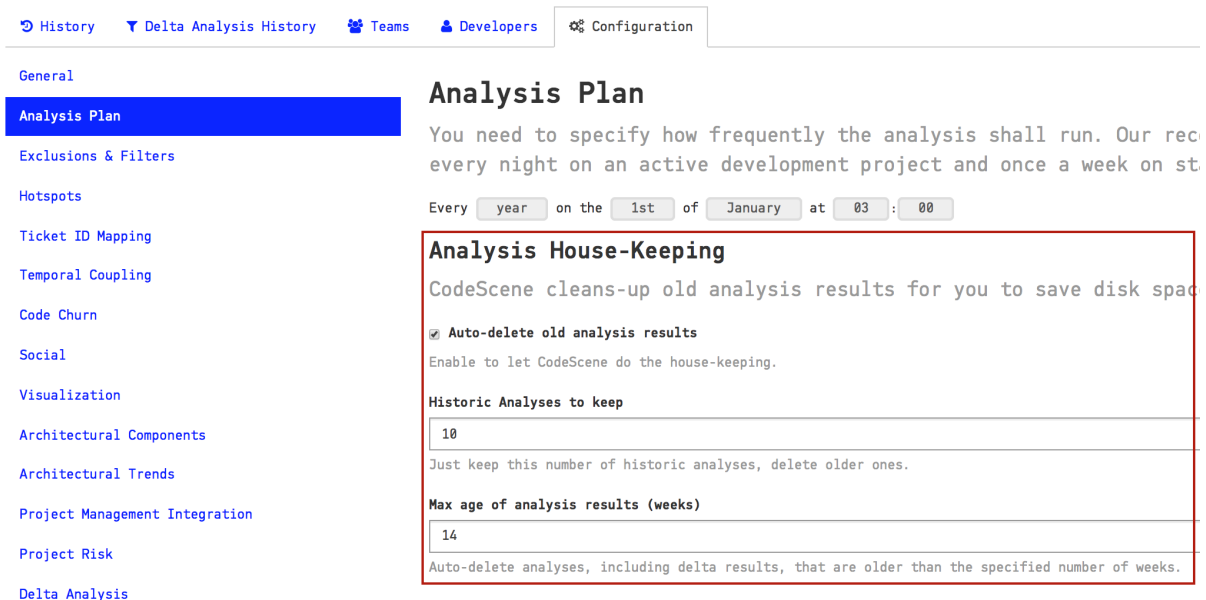 History Delta Analysis History Teams Developers Configuration
General
Analysis Plan
Exclusions & Filters
Hotspots
Ticket ID Mapping
Temporal Coupling
Code Churn
Social
Visualization
Architectural Components
Architectural Trends
Project Management Integration
Project Risk
Delta Analysis
Analysis Plan
You need to specify how frequently the analysis shall run. Our
every night on an active development project and once a week on
Every year on the 1st of January at 03 : 00
Analysis House-Keeping
CodeScene cleans-up old analysis results for you to save disk
Auto-delete old analysis results
Enable to let CodeScene do the house-keeping.
Historic Analyses to keep
10
Just keep this number of historic analyses, delete older ones.
Max age of analysis results (weeks)
14
Auto-delete analyses, including delta results, that are older than the specified number of weeks.